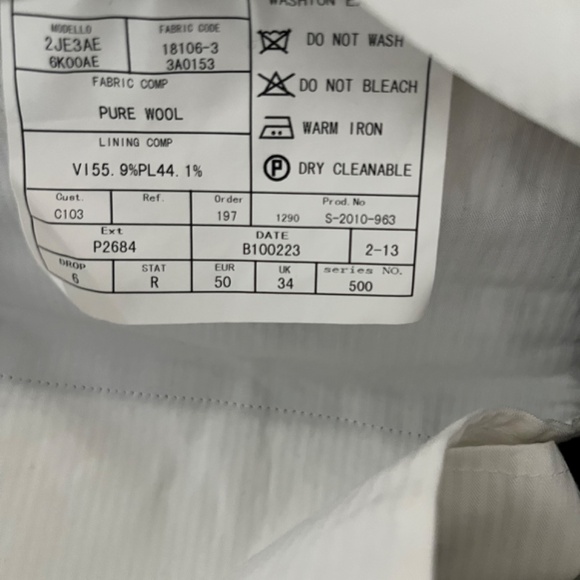 MODELLO
2JE3AE
6K00AE
FABRIC CODE
18106-3
3A0153
FABRIC COMP
PURE WOOL
LINING COMP
VI55. 9%PL44. 1%
DO NOT WASH
DO NOT BLEACH
WARM IRON
P DRY CLEANABLE
Cust.
C103
Ref.
Order
197
Prod. No
1290 S-2010-963
Ext
P2684
DATE
B100223
2-13
DROP
6
STAT
R
EUR
50
UK
34
series NO.
500